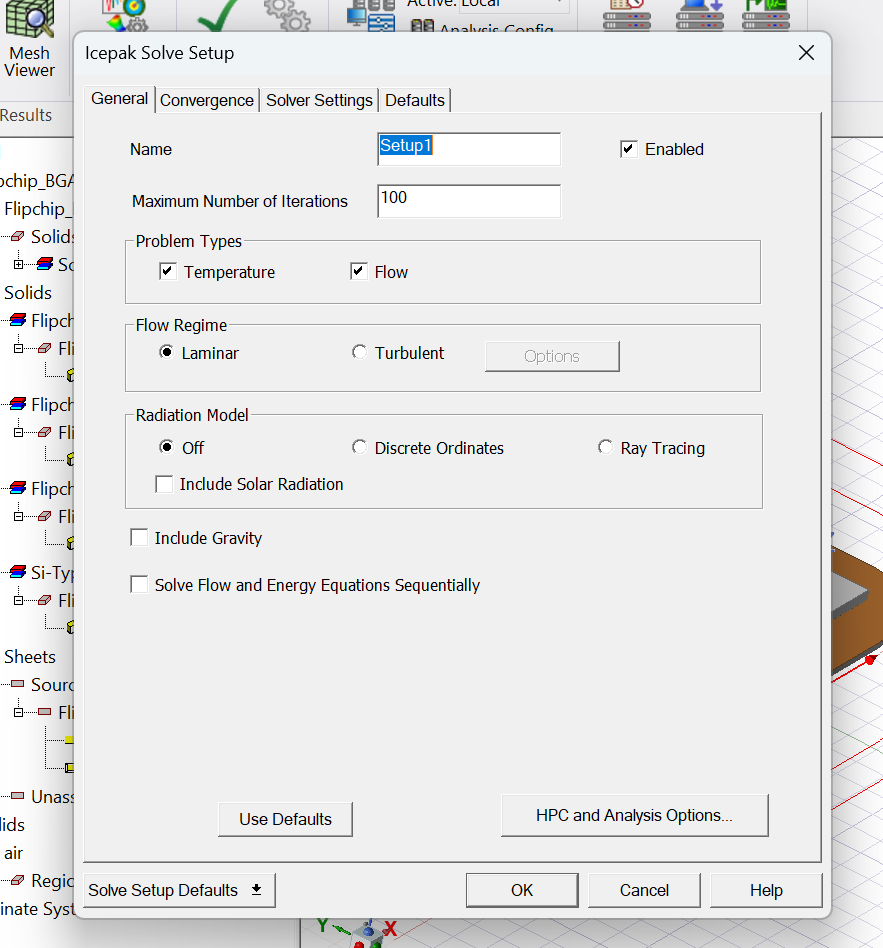 Active: Local
Analysis Config
Mesh
Viewer
Results
Icepak Solve Setup
General
Convergence
Solver Settings
Defaults
Name
Setup1
Enabled
Maximum Number of Iterations
100
Problem Types
Temperature
Flow
Flow Regime
Laminar
Turbulent
Options
Radiation Model
Off
Discrete Ordinates
Ray Tracing
Include Solar Radiation
Include Gravity
Solve Flow and Energy Equations Sequentially
Use Defaults
HPC and Analysis Options...
Solve Setup Defaults
OK
Cancel
Help
pchip_BGA
Flipchip_
Solids
So
Solids
Flipch
Fli
Flipch
Fli
Flipch
Fli
Si-Typ
Fli
Sheets
Sourc
Fli
Unass
lids
air
Regic
inate Syst
Y
X